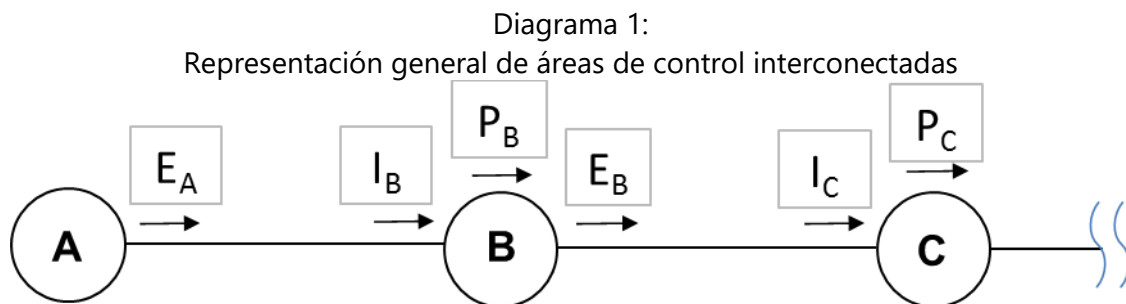 Diagrama 1:
Representación general de áreas de control interconectadas
E_A
I_B
P_B
E_B
I_C
P_C
A
B
C